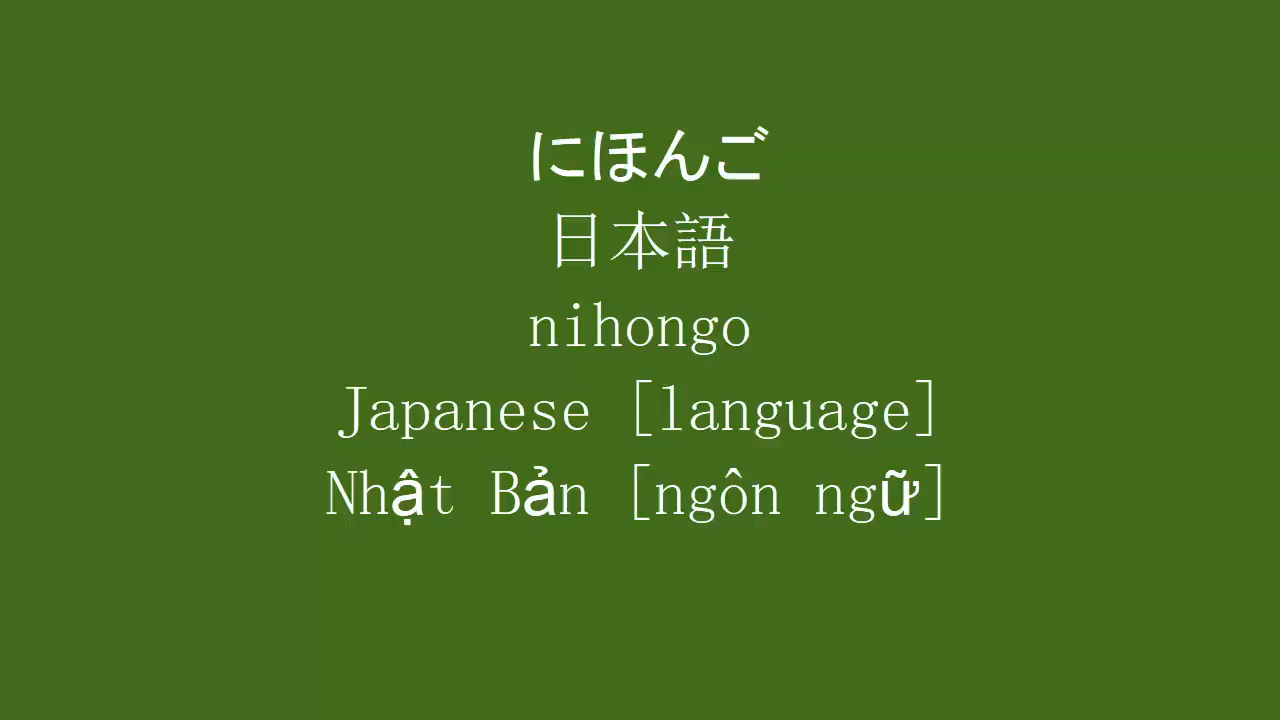 にほんご
日本語
nihongo
Japanese [language]
Nhật Bản [ngôn ngữ]